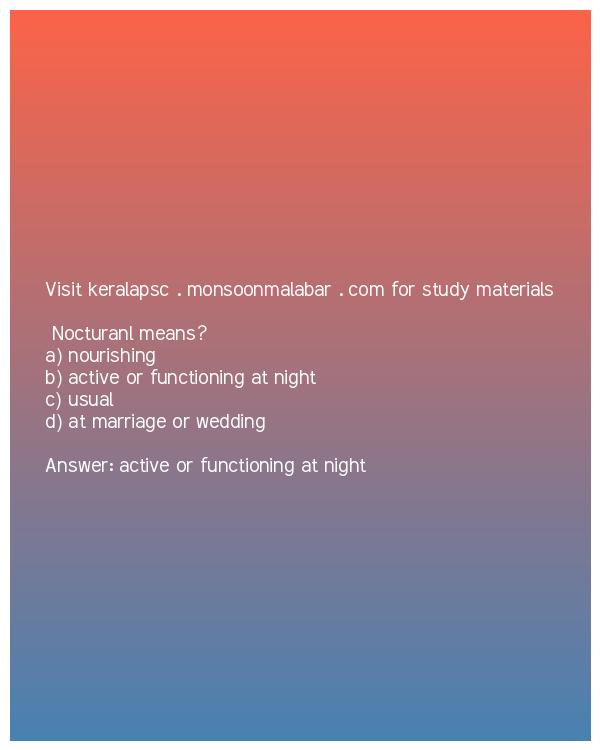 Visit keralapsc . monsoonmalabar . com for study materials
Nocturanl means?
a) nourishing
b) active or functioning at night
c) usual
d) at marriage or wedding
Answer: active or functioning at night